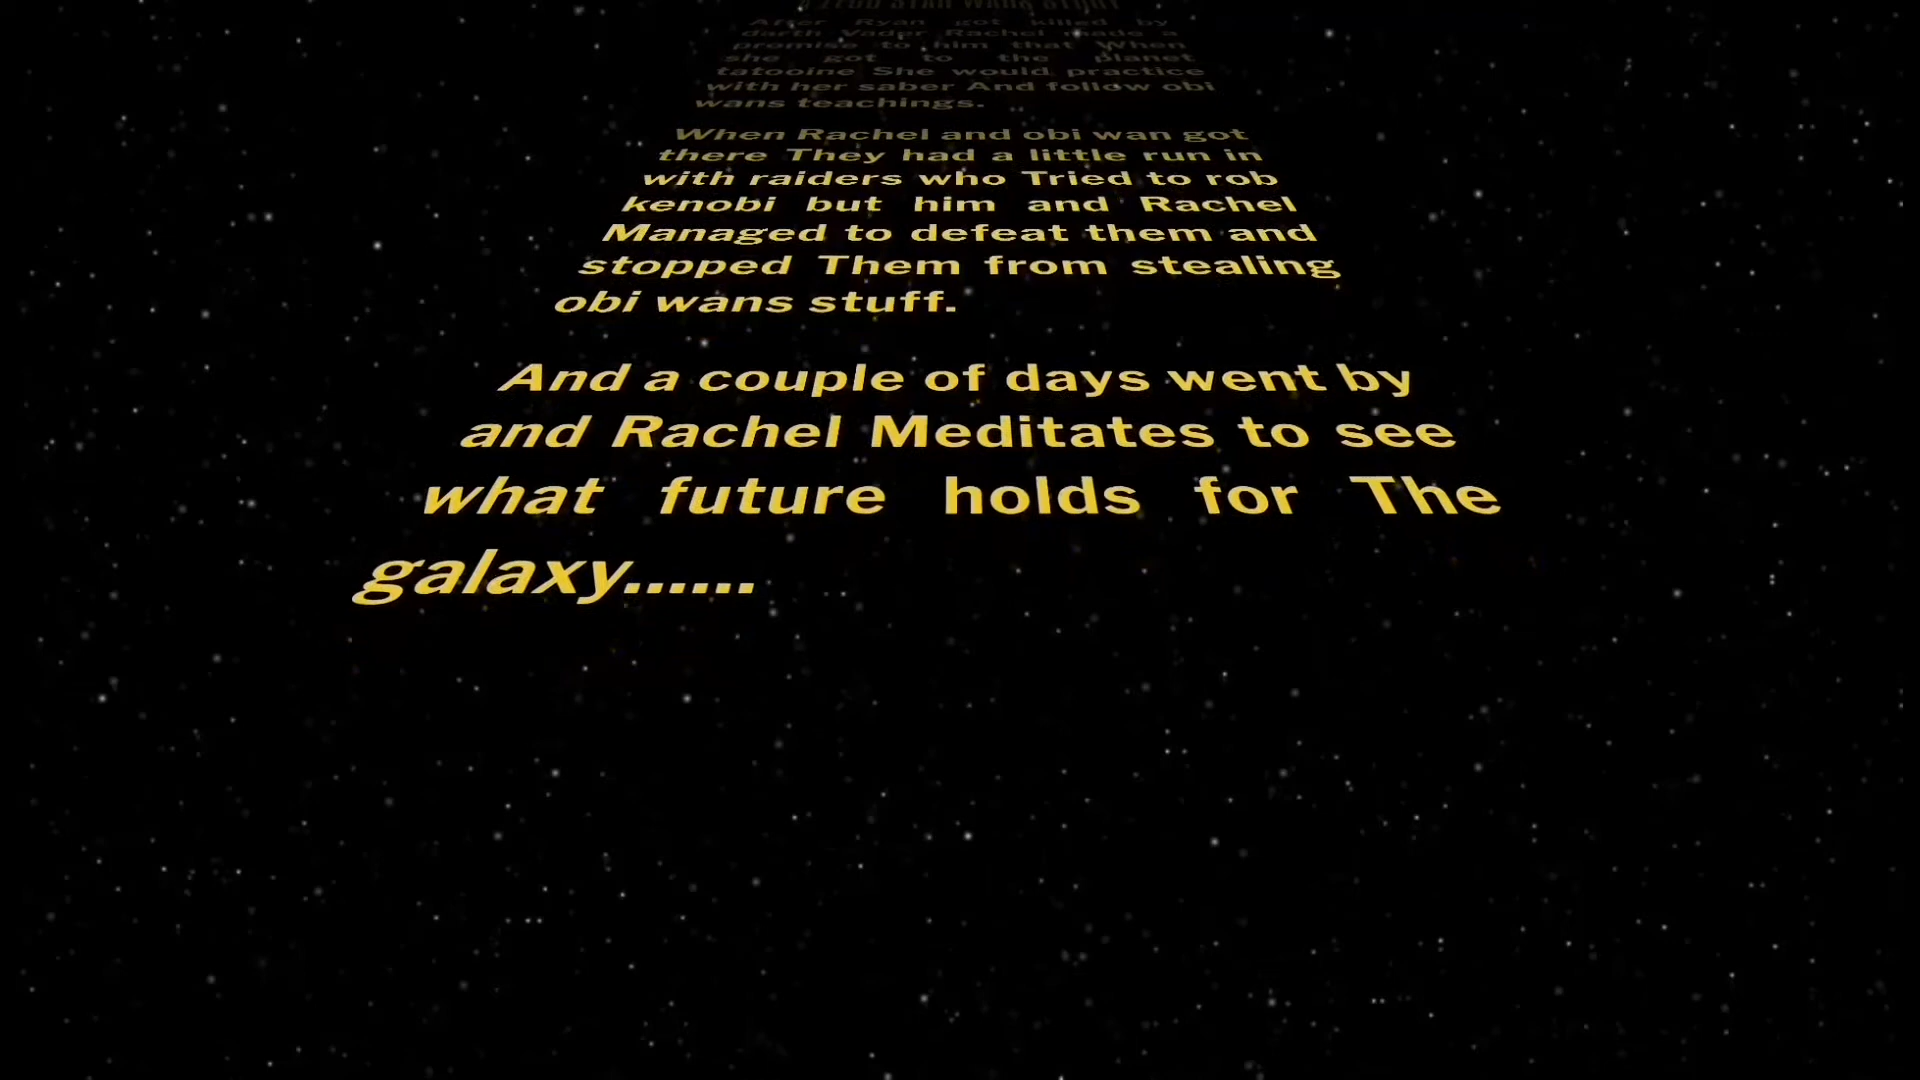 A 2TUU STAR WARS STORY
After Ryan got killed by
darth Vader Rachel made a
promise to him that When
she got to the planet
tatooine She would practice
with her saber And follow obi
wans teachings.
When Rachel and obi wan got
there They had a little run in
with raiders who Tried to rob
kenobi but him and Rachel
Managed to defeat them and
stopped Them from stealing
obi wans stuff.
And a couple of days went by
and Rachel Meditates to see
what future holds for The
galaxy......